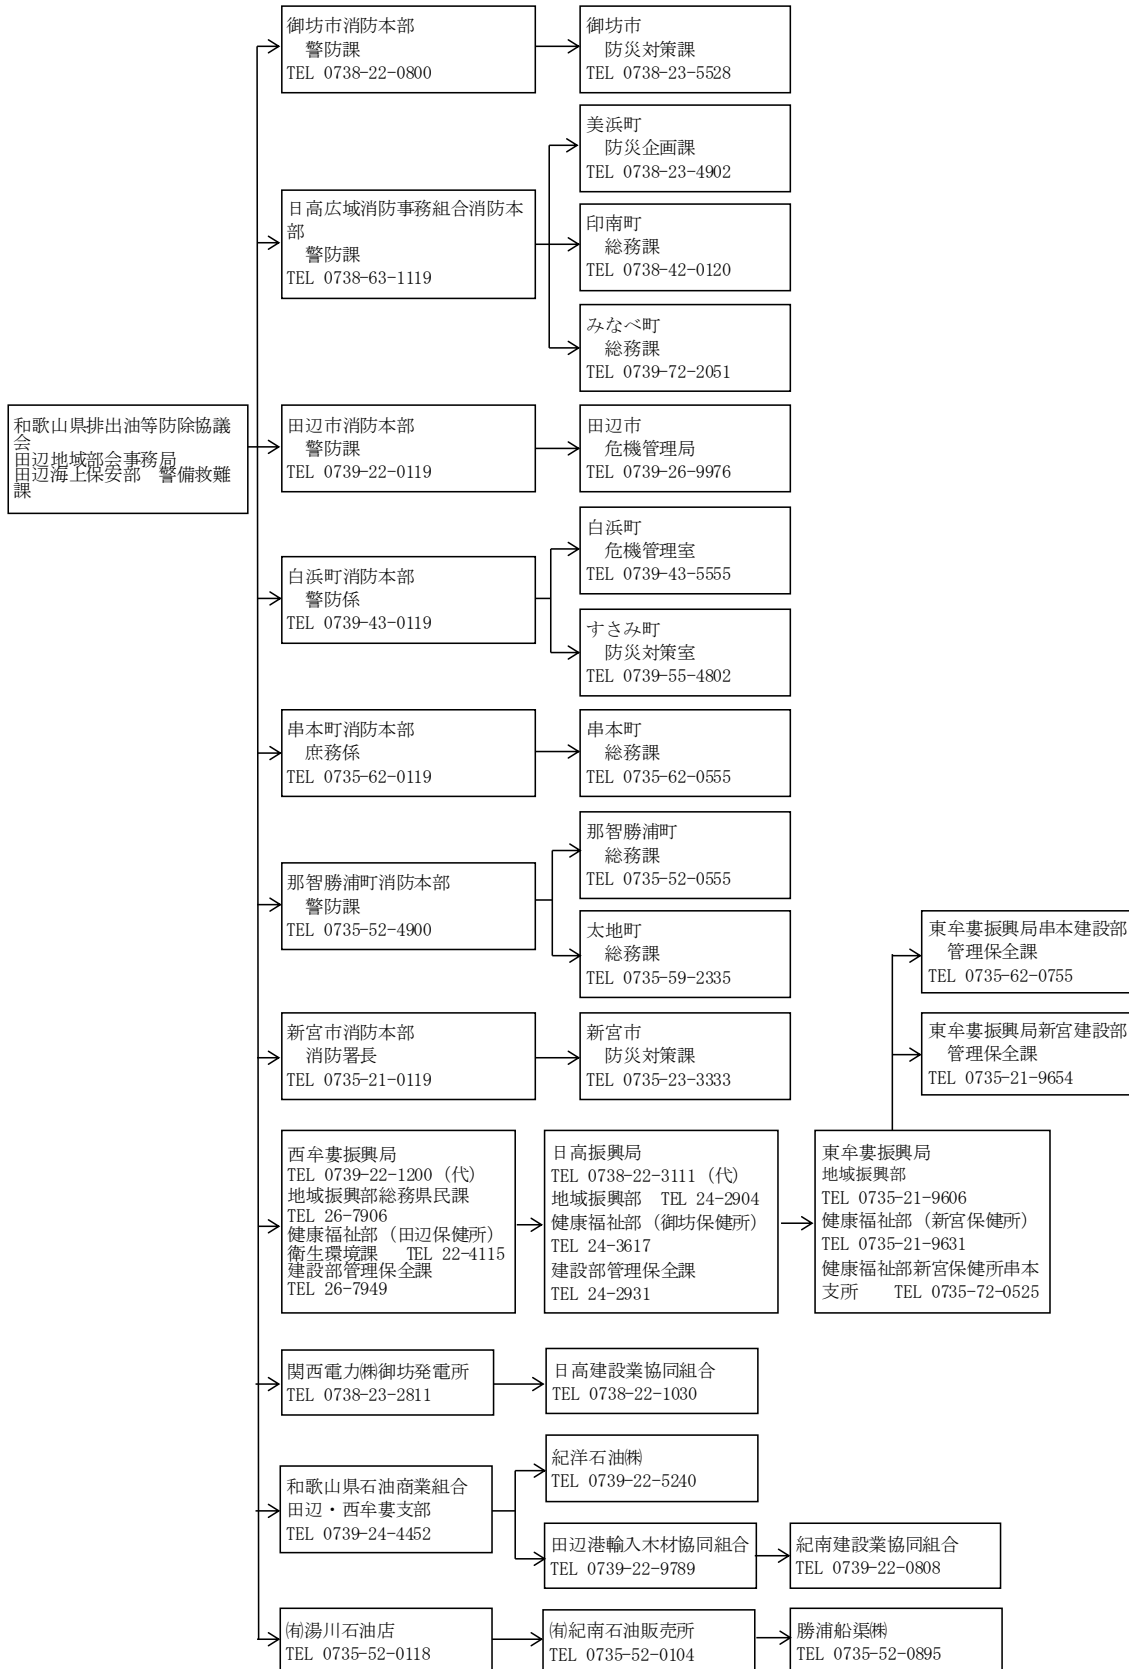 御坊市消防本部
警防課
TEL 0738-22-0800
御坊市
防災対策課
TEL 0738-23-5528
美浜町
防災企画課
TEL 0738-23-4902
日高広域消防事務組合消防本
部
警防課
TEL 0738-63-1119
印南町
総務課
TEL 0738-42-0120
みなべ町
総務課
TEL 0739-72-2051
和歌山県排出油等防除協議
会
田辺地域部会事務局
田辺海上保安部 警備救難
課
田辺市消防本部
警防課
TEL 0739-22-0119
田辺市
危機管理局
TEL 0739-26-9976
白浜町消防本部
警防係
TEL 0739-43-0119
白浜町
危機管理室
TEL 0739-43-5555
すさみ町
防災対策室
TEL 0739-55-4802
串本町消防本部
庶務係
TEL 0735-62-0119
串本町
総務課
TEL 0735-62-0555
那智勝浦町消防本部
警防課
TEL 0735-52-4900
那智勝浦町
総務課
TEL 0735-52-0555
太地町
総務課
TEL 0735-59-2335
東牟婁振興局串本建設部
管理保全課
TEL 0735-62-0755
新宮市消防本部
消防署長
TEL 0735-21-0119
新宮市
防災対策課
TEL 0735-23-3333
東牟婁振興局新宮建設部
管理保全課
TEL 0735-21-9654
西牟婁振興局
TEL 0739-22-1200（代）
地域振興部総務県民課
TEL 26-7906
健康福祉部（田辺保健所）
衛生環境課 TEL 22-4115
建設部管理保全課
TEL 26-7949
日高振興局
TEL 0738-22-3111（代）
地域振興部 TEL 24-2904
健康福祉部（御坊保健所）
TEL 24-3617
建設部管理保全課
TEL 24-2931
東牟婁振興局
地域振興部
TEL 0735-21-9606
健康福祉部（新宮保健所）
TEL 0735-21-9631
健康福祉部新宮保健所串本
支所 TEL 0735-72-0525
関西電力㈱御坊発電所
TEL 0738-23-2811
日高建設業協同組合
TEL 0738-22-1030
和歌山県石油商業組合
田辺・西牟婁支部
TEL 0739-24-4452
紀洋石油㈱
TEL 0739-22-5240
田辺港輸入木材協同組合
TEL 0739-22-9789
紀南建設業協同組合
TEL 0739-22-0808
㈲湯川石油店
TEL 0735-52-0118
㈲紀南石油販売所
TEL 0735-52-0104
勝浦船渠㈱
TEL 0735-52-0895